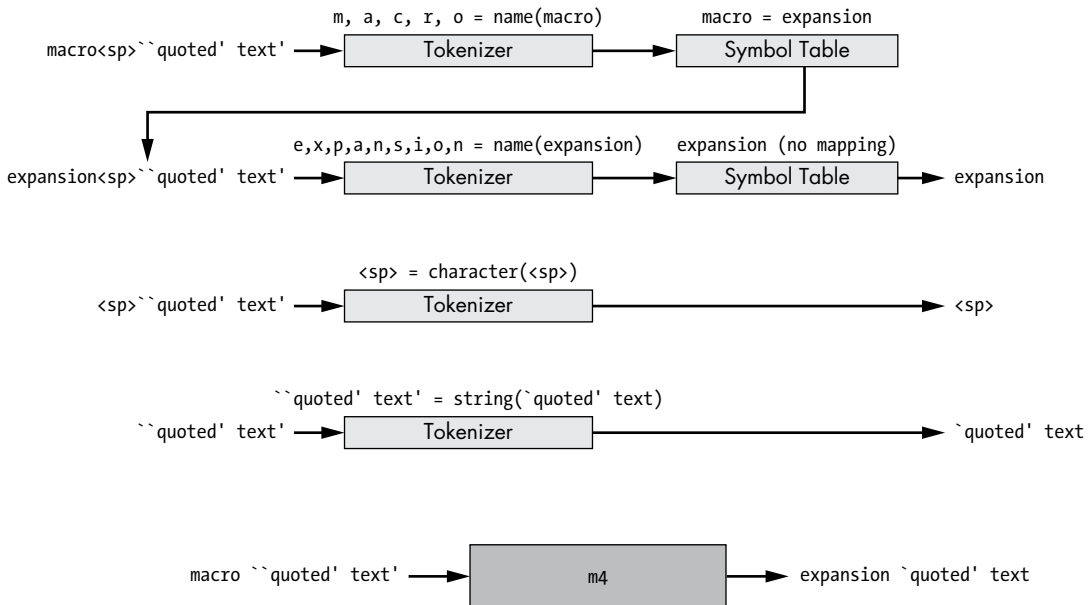 m, a, c, r, o = name(macro) macro = expansion
macro<sp>``quoted' text' Tokenizer Symbol Table
e,x,p,a,n,s,i,o,n = name(expansion) expansion (no mapping)
expansion<sp>``quoted' text' Tokenizer Symbol Table expansion
<sp> = character(<sp>)
<sp>``quoted' text' Tokenizer <sp>
``quoted' text' = string(`quoted' text)
``quoted' text' Tokenizer `quoted' text
macro ``quoted' text' m4 expansion `quoted' text